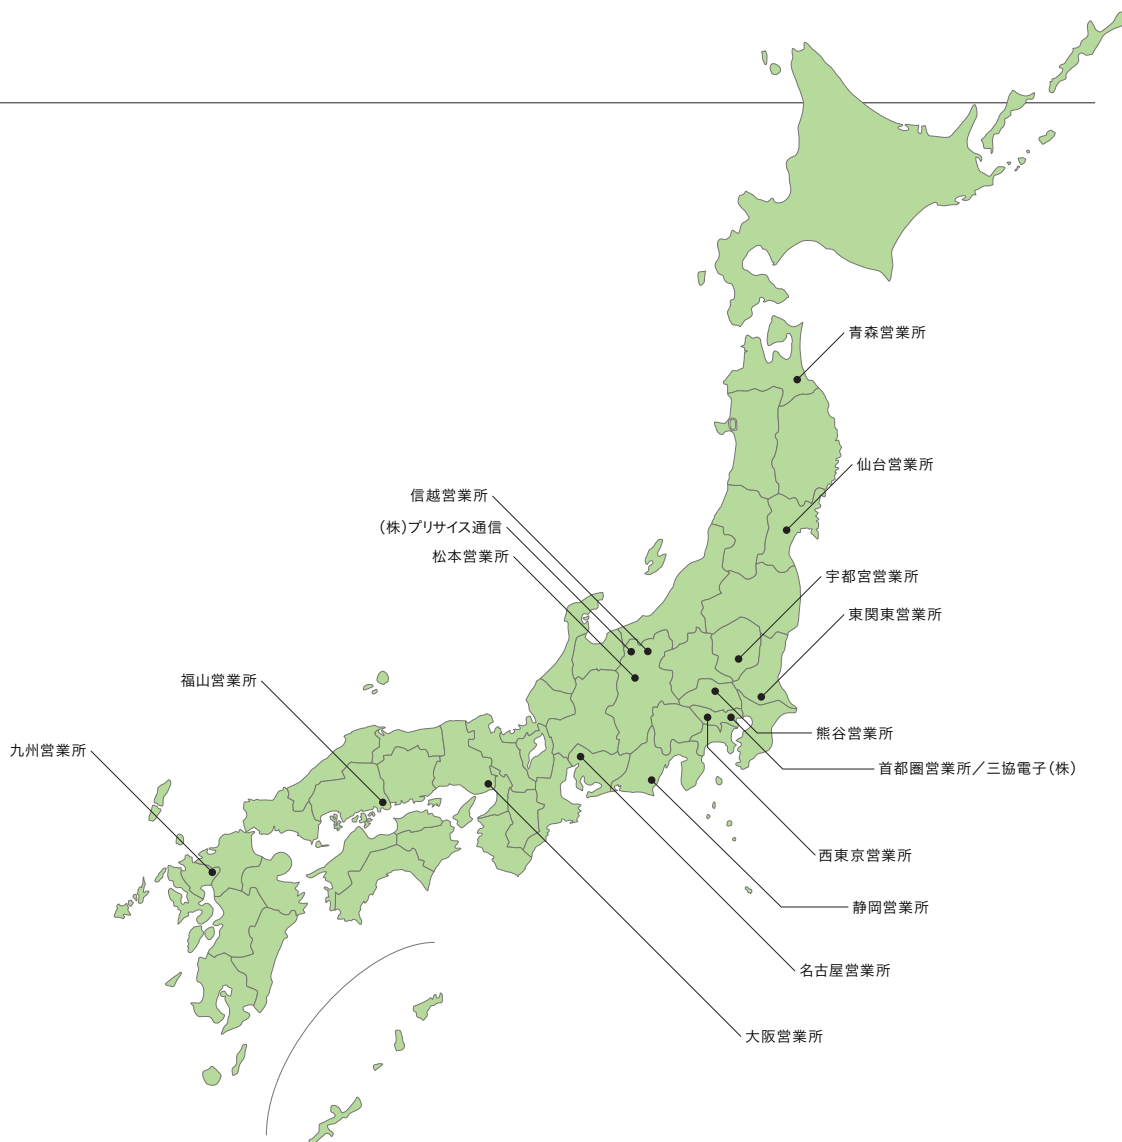 青森営業所
仙台営業所
信越営業所
(株)プリサイス通信
松本営業所
宇都宮営業所
東関東営業所
福山営業所
熊谷営業所
九州営業所
首都圏営業所／三協電子(株)
西東京営業所
静岡営業所
名古屋営業所
大阪営業所